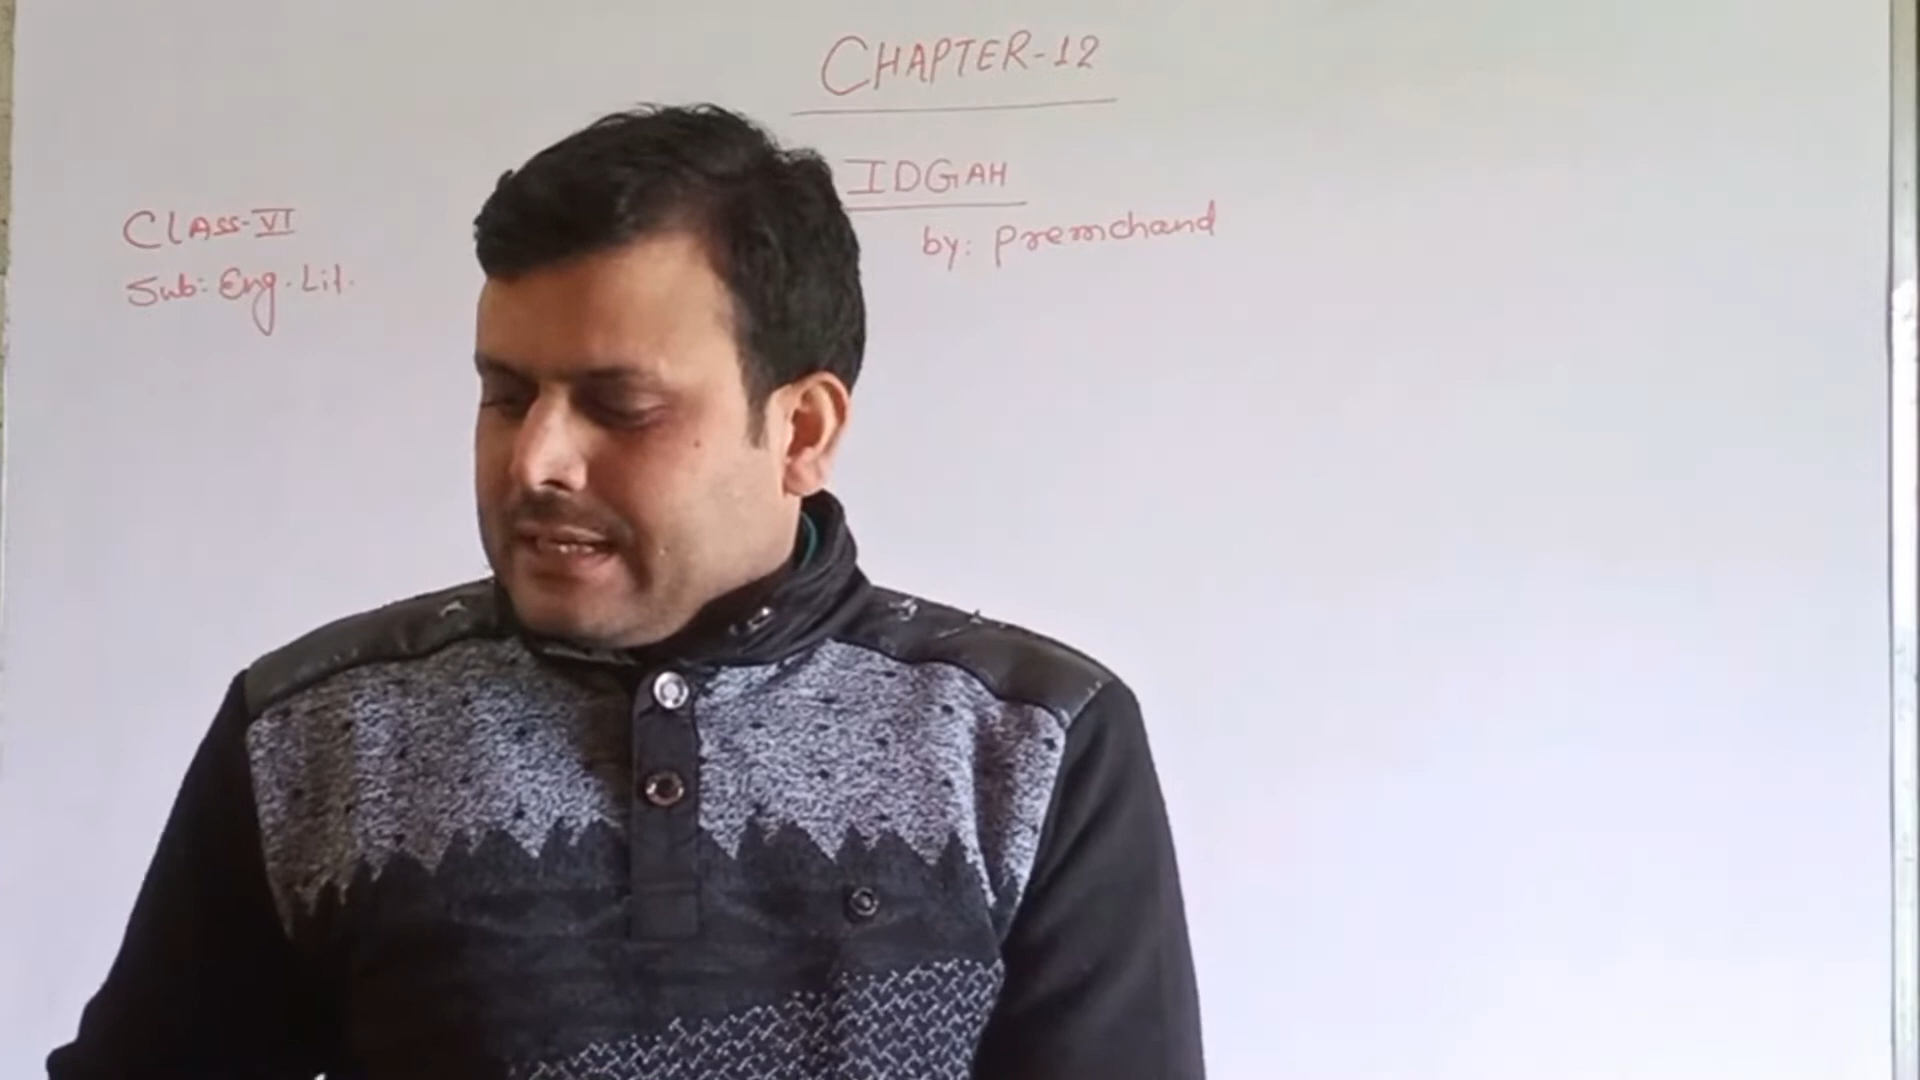 CHAPTER-12
IDGAH
by: Premchand
Class-VI
Sub: Eng. Lit.